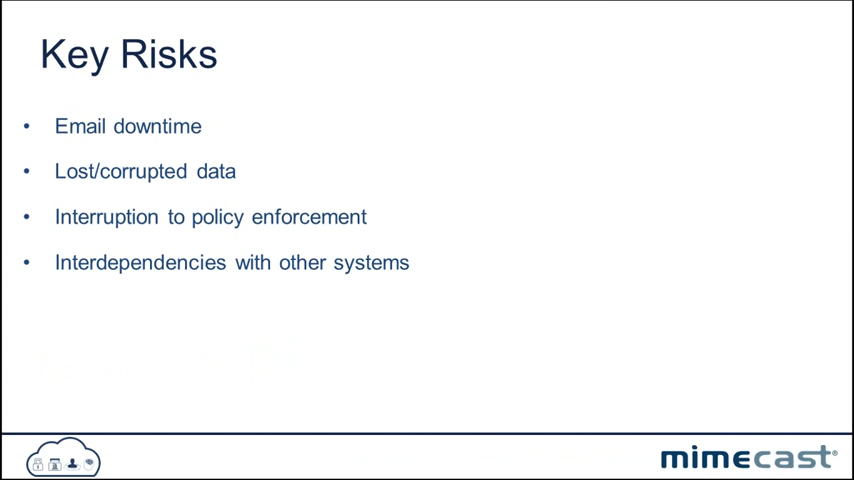 Key Risks
• Email downtime
• Lost/corrupted data
• Interruption to policy enforcement
• Interdependencies with other systems
mimecast®